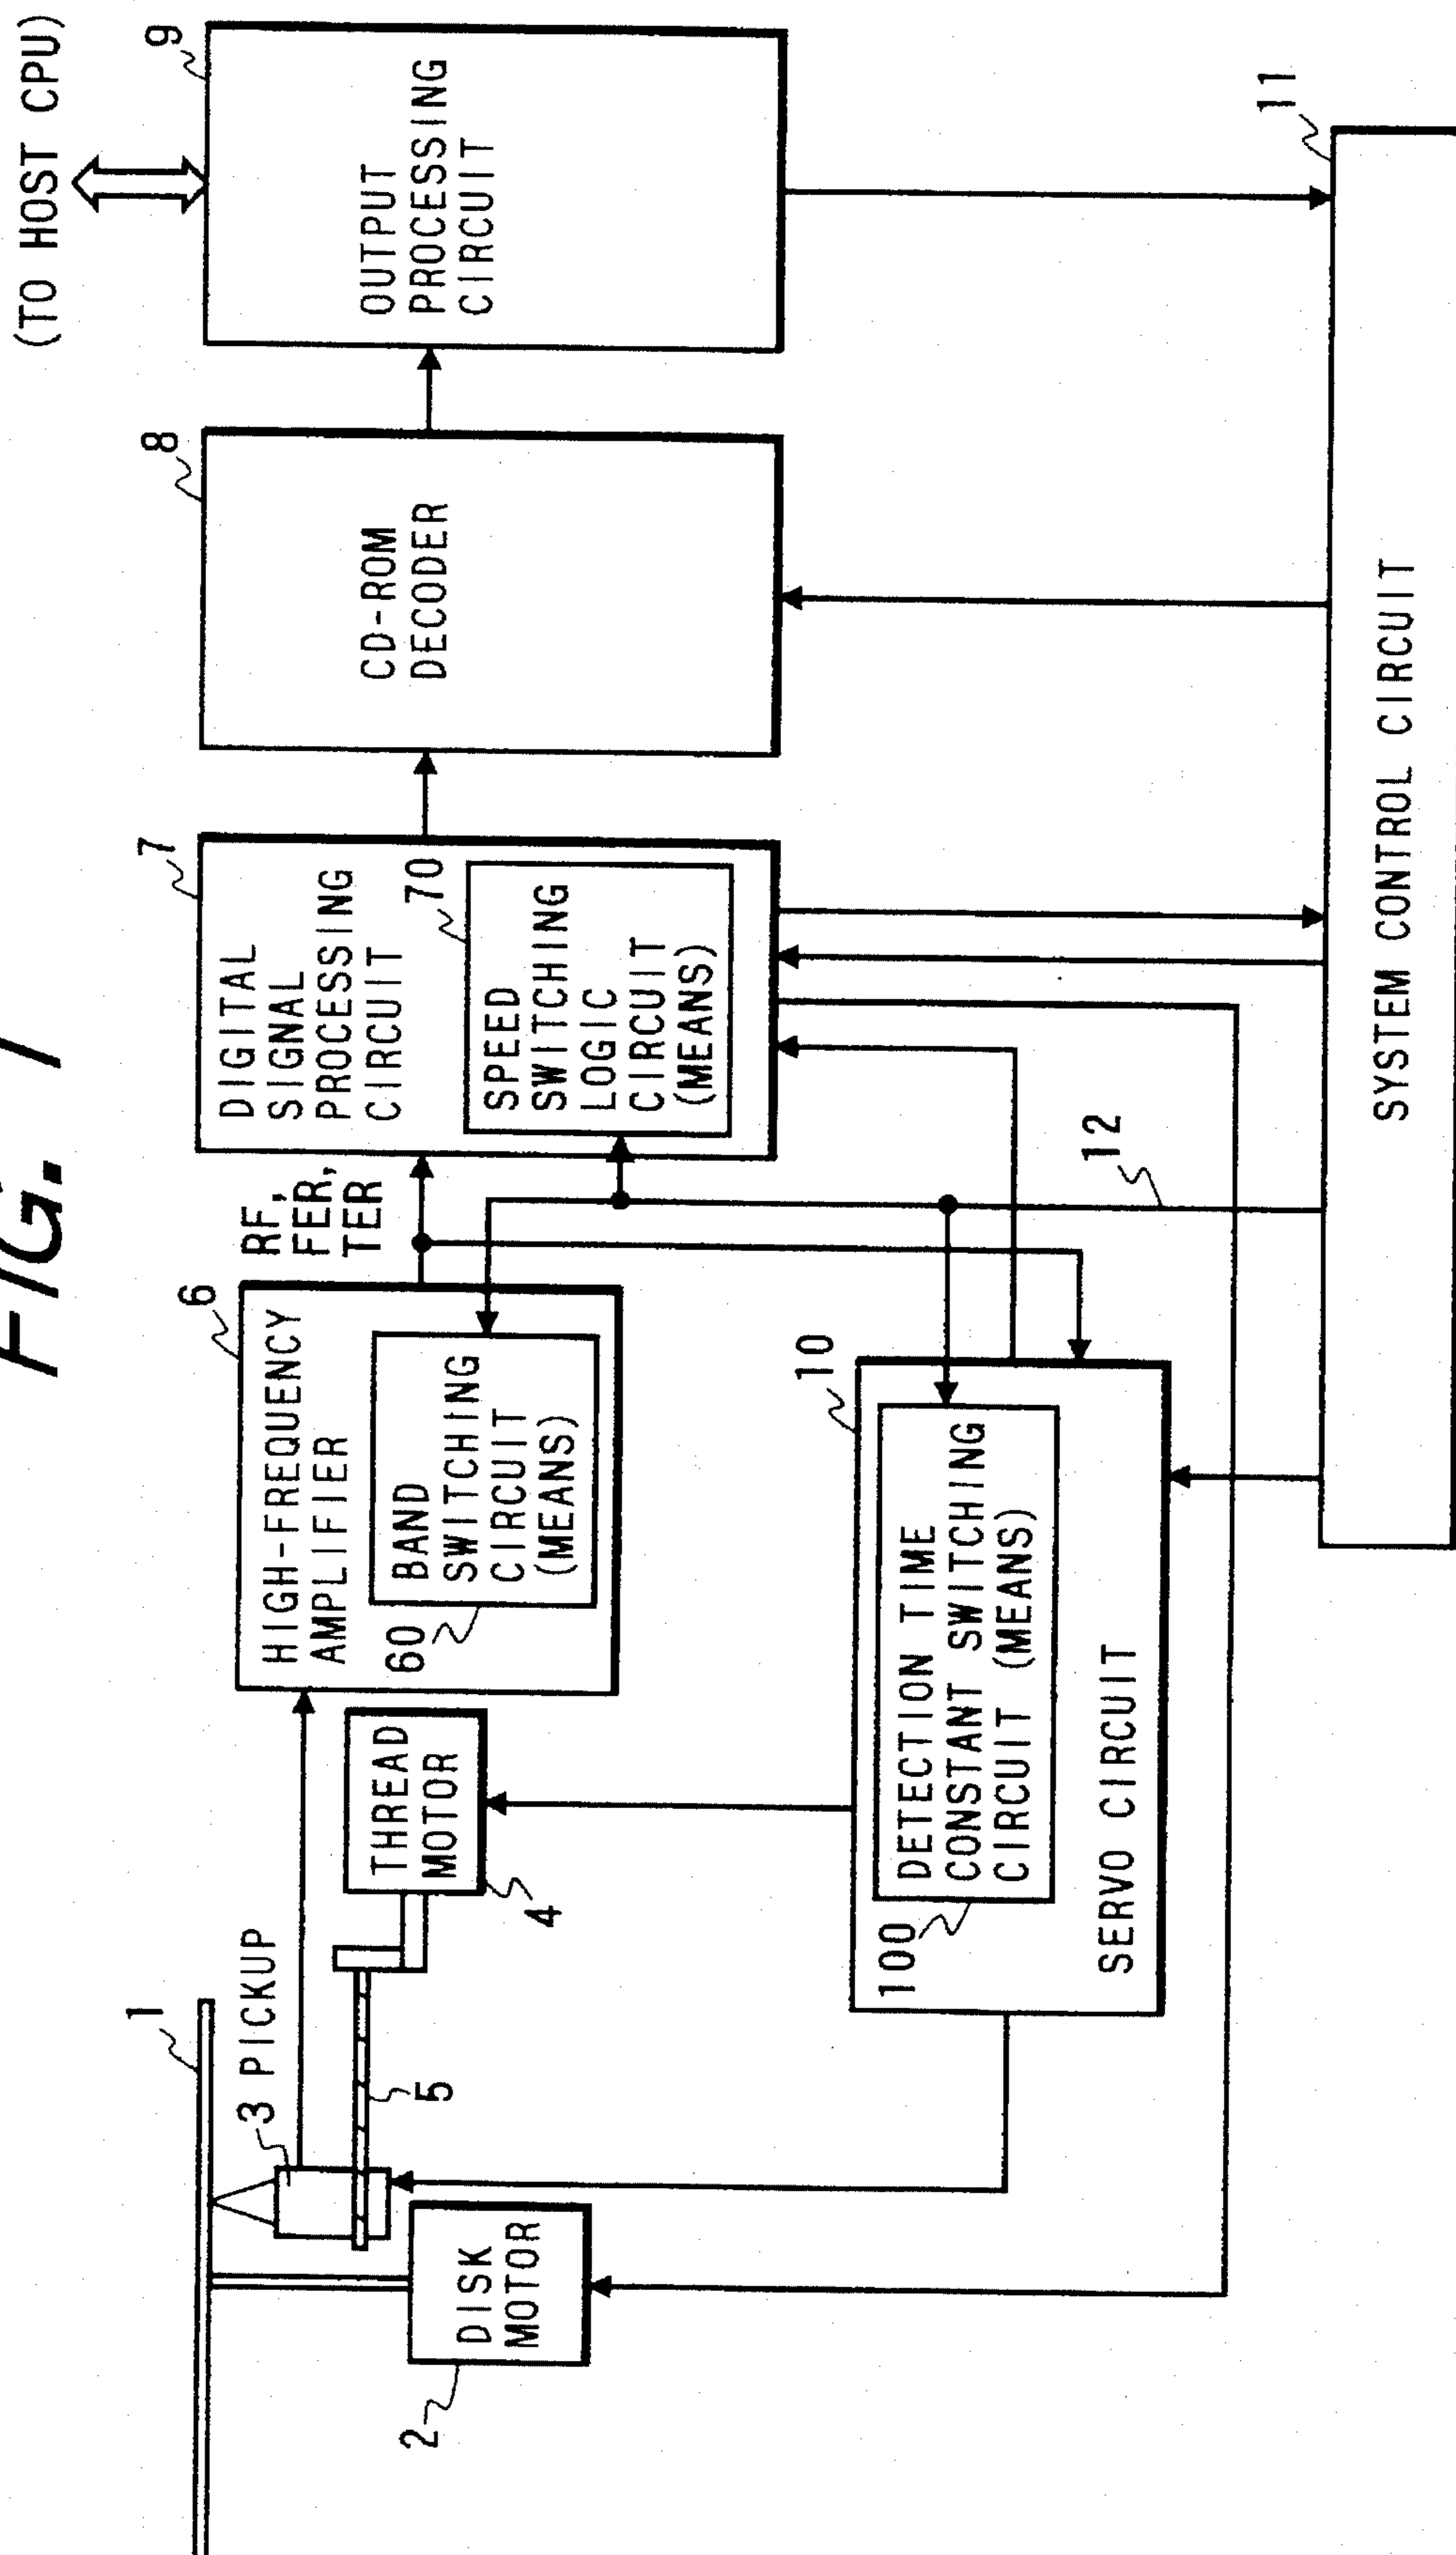 FIG. 1
(TO HOST CPU)
1
3 PICKUP
5
2
DISK
MOTOR
THREAD
MOTOR
4
6
HIGH-FREQUENCY
AMPLIFIER
60
BAND
SWITCHING
CIRCUIT
(MEANS)
RF,
FER,
TER
7
DIGITAL
SIGNAL
PROCESSING
CIRCUIT
70
SPEED
SWITCHING
LOGIC
CIRCUIT
(MEANS)
8
CD-ROM
DECODER
9
OUTPUT
PROCESSING
CIRCUIT
10
100
DETECTION TIME
CONSTANT SWITCHING
CIRCUIT (MEANS)
SERVO CIRCUIT
12
11
SYSTEM CONTROL CIRCUIT